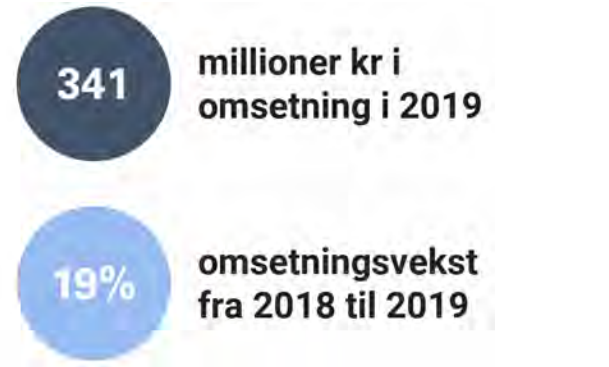 341
millioner kr i
omsetning i 2019
19%
omsetningsvekst
fra 2018 til 2019